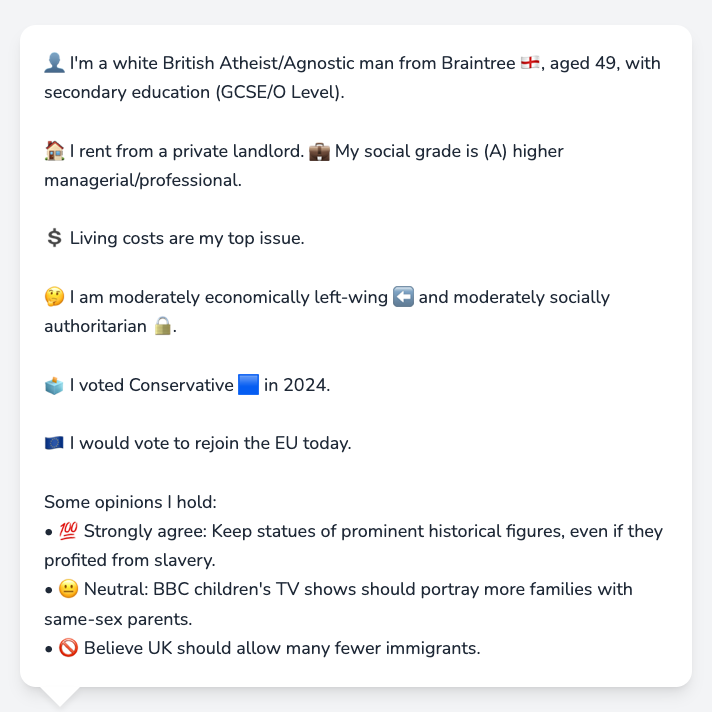 👤 I'm a white British Atheist/Agnostic man from Braintree 🏴󠁧󠁢󠁥󠁮󠁧󠁿, aged 49, with
secondary education (GCSE/O Level).
🏠 I rent from a private landlord. 💼 My social grade is (A) higher
managerial/professional.
💲 Living costs are my top issue.
🤔 I am moderately economically left-wing ⬅️ and moderately socially
authoritarian 🔒.
🗳️ I voted Conservative 🟦 in 2024.
🇪🇺 I would vote to rejoin the EU today.
Some opinions I hold:
• 💯 Strongly agree: Keep statues of prominent historical figures, even if they
profited from slavery.
• 😐 Neutral: BBC children's TV shows should portray more families with
same-sex parents.
• 🚫 Believe UK should allow many fewer immigrants.